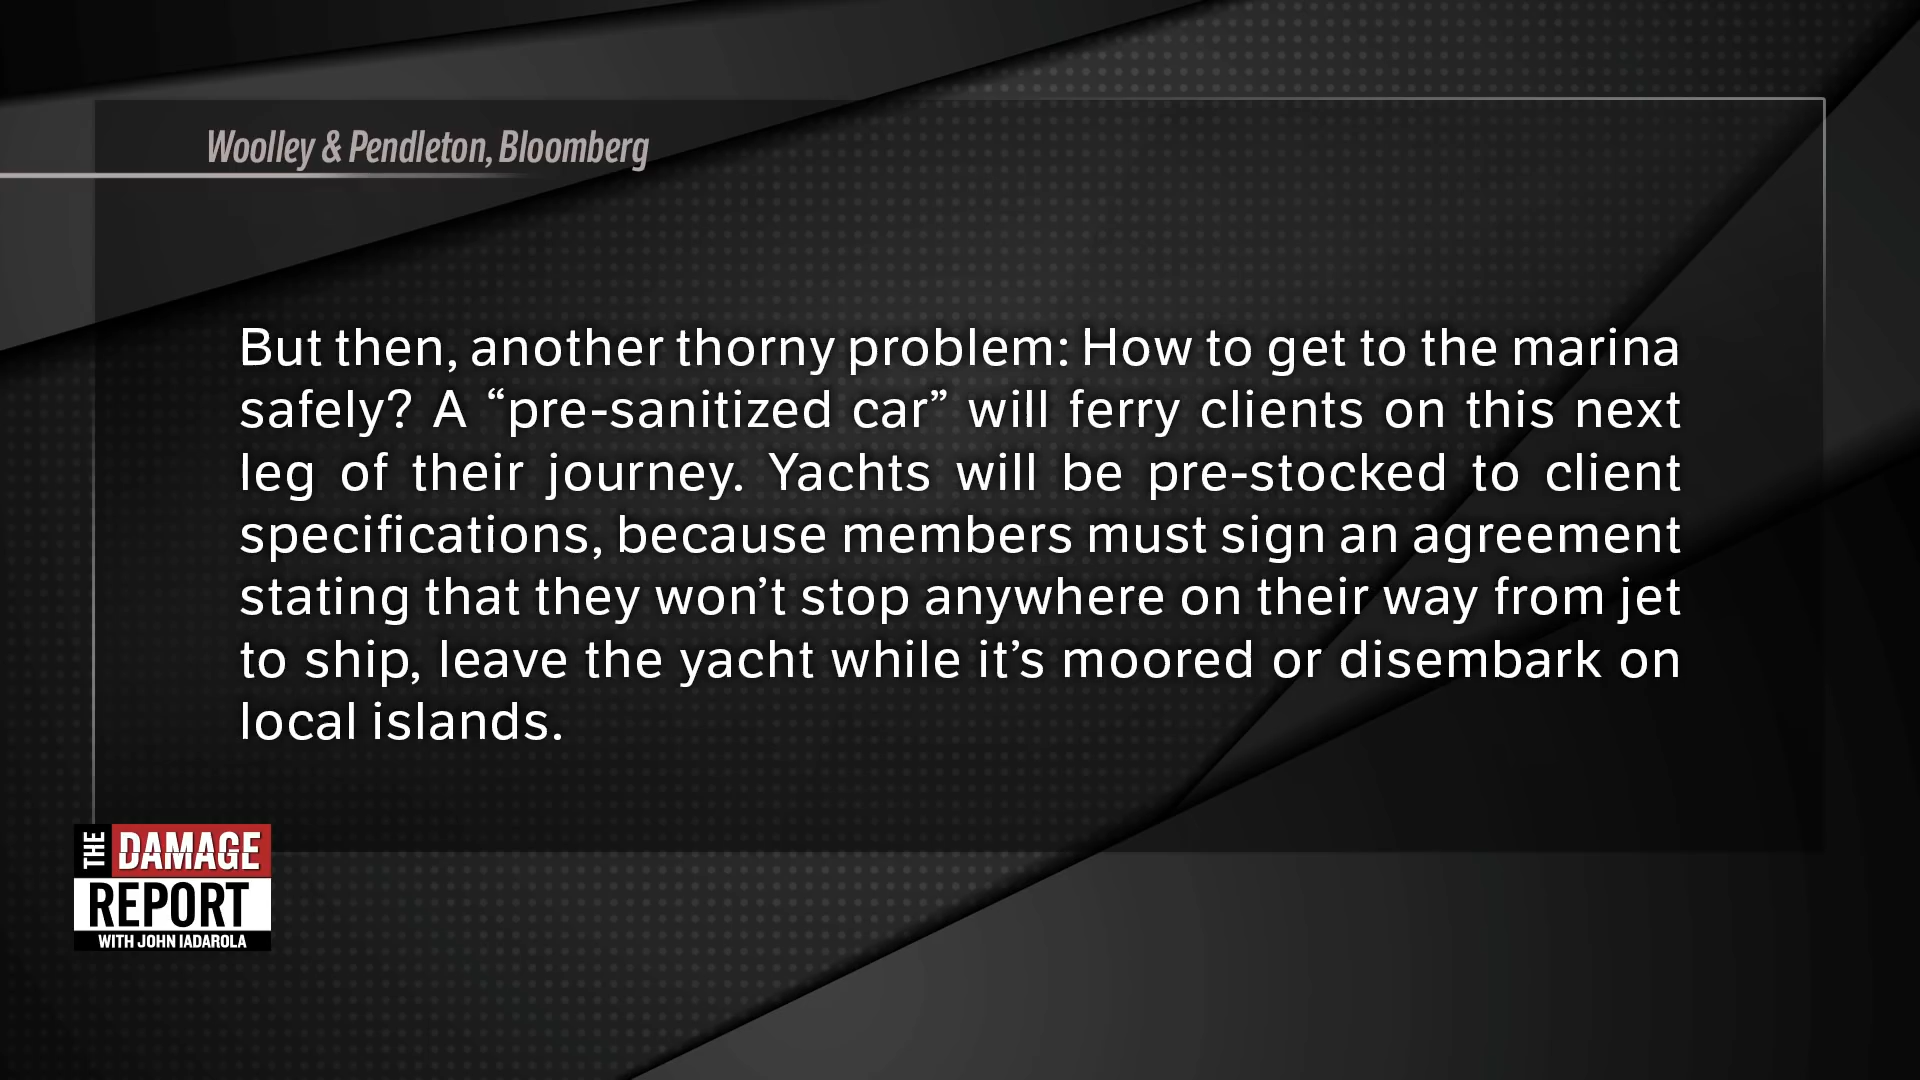 Woolley & Pendleton, Bloomberg
But then, another thorny problem: How to get to the marina
safely? A “pre-sanitized car” will ferry clients on this next
leg of their journey. Yachts will be pre-stocked to client
specifications, because members must sign an agreement
stating that they won’t stop anywhere on their way from jet
to ship, leave the yacht while it’s moored or disembark on
local islands.
THE DAMAGE
REPORT
WITH JOHN IADAROLA